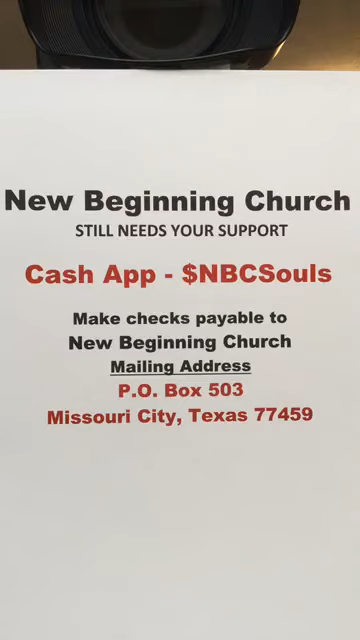 New Beginning Church
STILL NEEDS YOUR SUPPORT
Cash App - $NBCSouls
Make checks payable to
New Beginning Church
Mailing Address
P.O. Box 503
Missouri City, Texas 77459